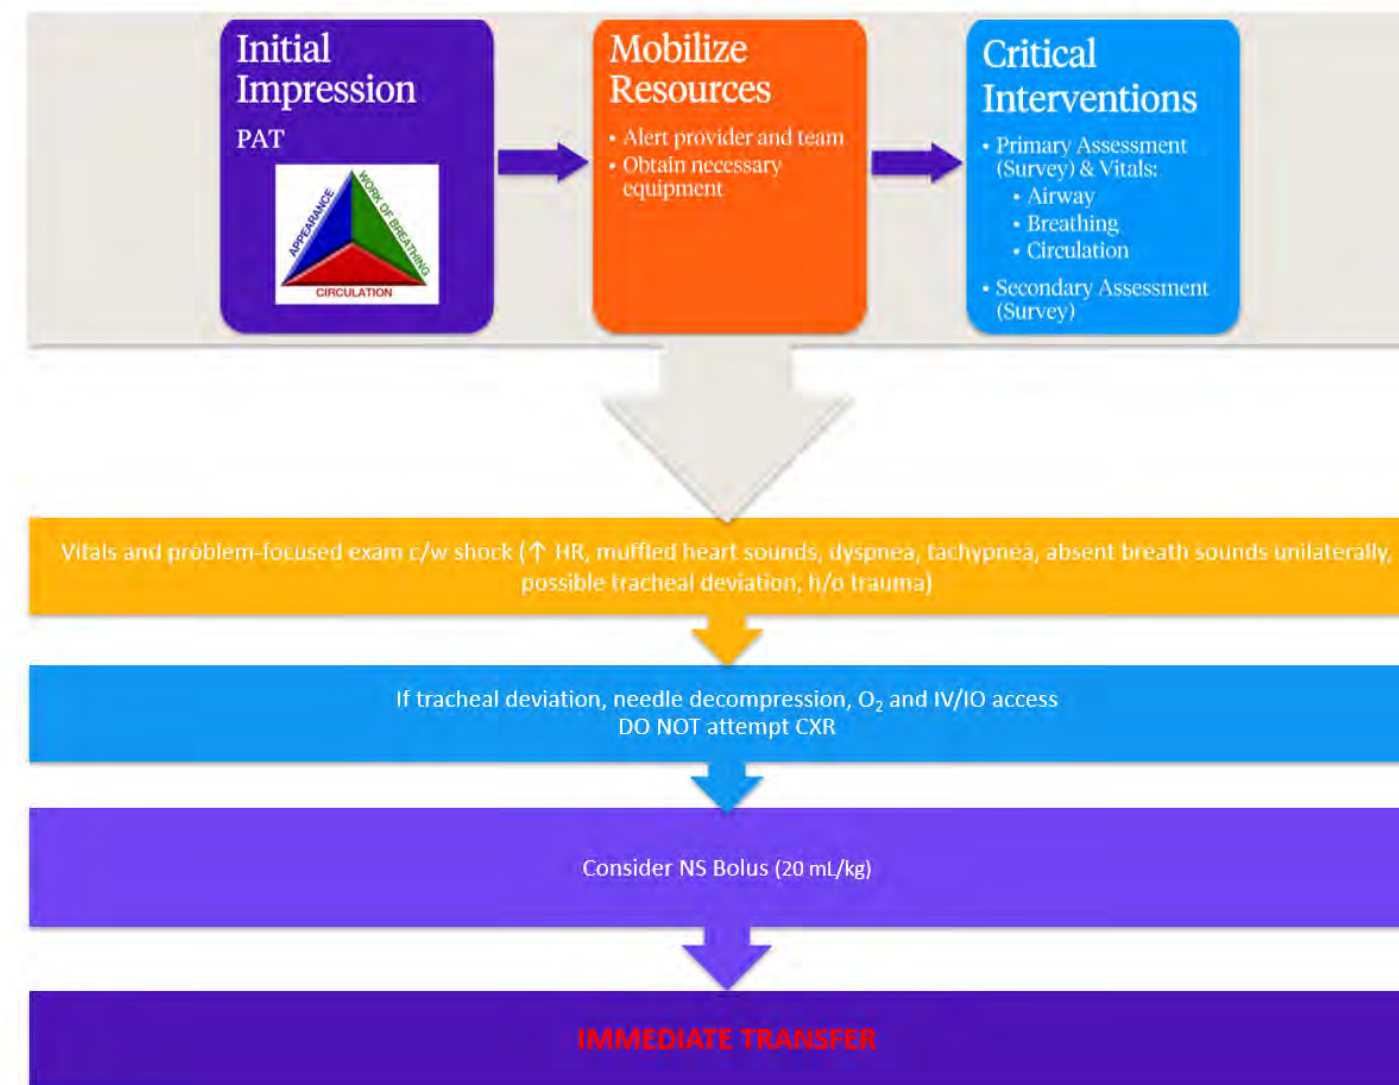 Initial
Impression
PAT
APPEARANCE
WORK OF BREATHING
CIRCULATION
Mobilize
Resources
• Alert provider and team
• Obtain necessary
equipment
Critical
Interventions
• Primary Assessment
(Survey) & Vitals:
• Airway
• Breathing
• Circulation
• Secondary Assessment
(Survey)
Vitals and problem-focused exam c/w shock (↑ HR, muffled heart sounds, dyspnea, tachypnea, absent breath sounds unilaterally,
possible tracheal deviation, h/o trauma)
If tracheal deviation, needle decompression, O₂ and IV/IO access
DO NOT attempt CXR
Consider NS Bolus (20 mL/kg)
IMMEDIATE TRANSFER